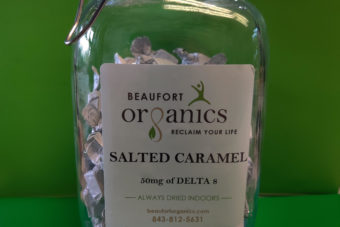 BEAUFORT
organics
RECLAIM YOUR LIFE
SALTED CARAMEL
50mg of DELTA 8
ALWAYS DRIED INDOORS
beaufortorganics.com
843-812-5631